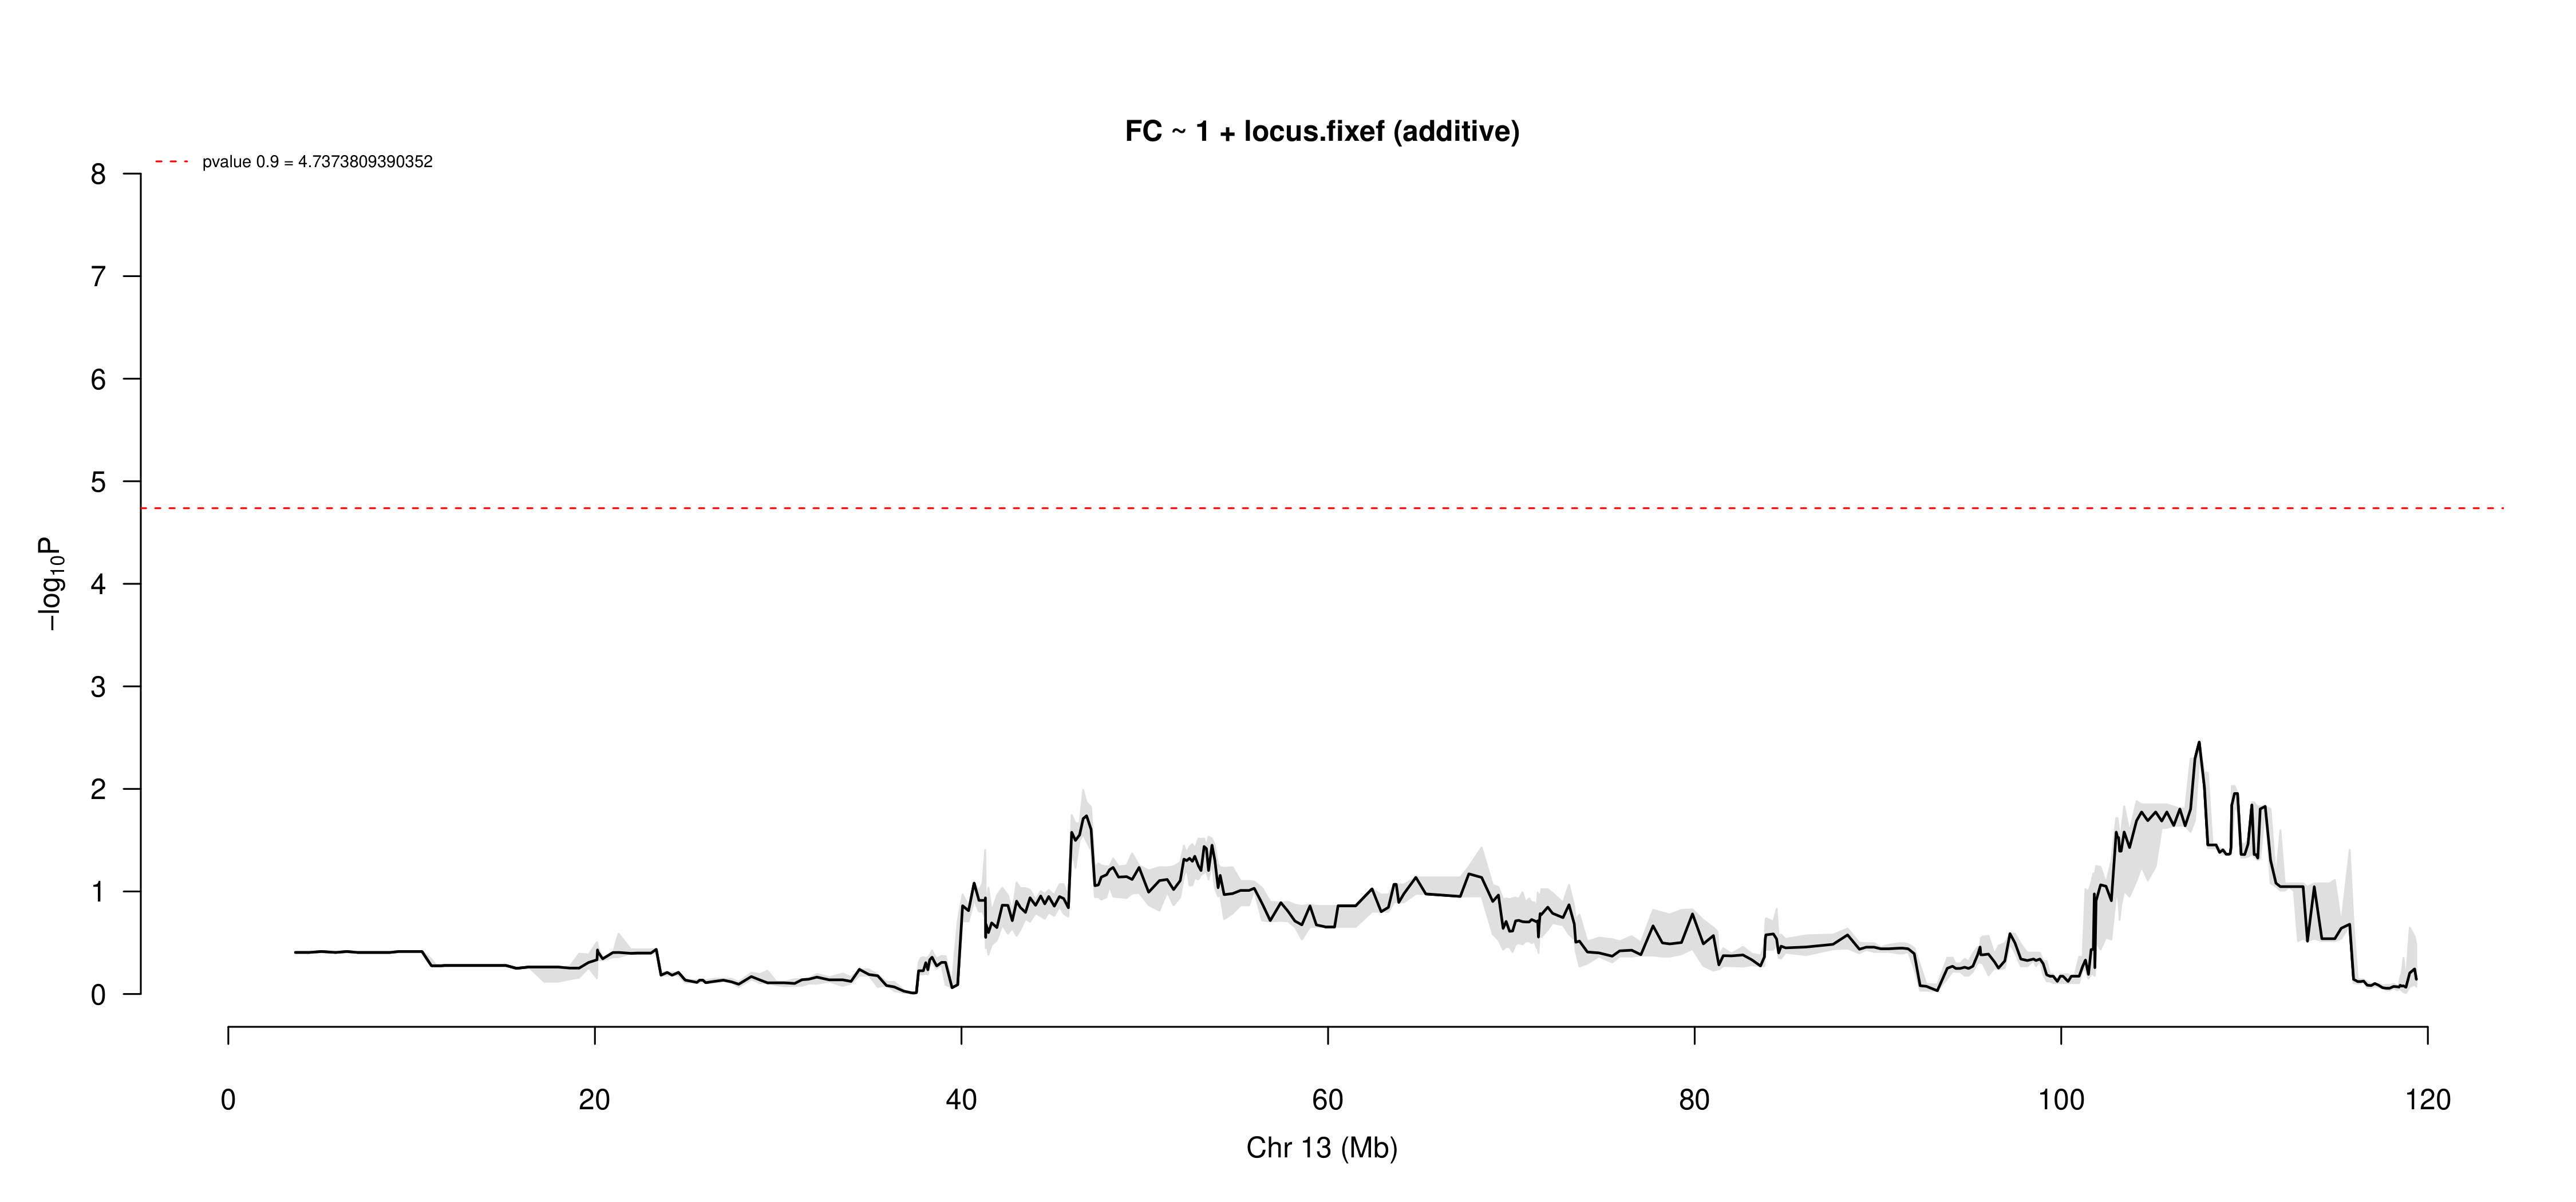 FC ~ 1 + locus.fixef (additive)
pvalue 0.9 = 4.7373809390352
8
7
6
5
4
3
2
1
0
−log10P
0 20 40 60 80 100 120
Chr 13 (Mb)